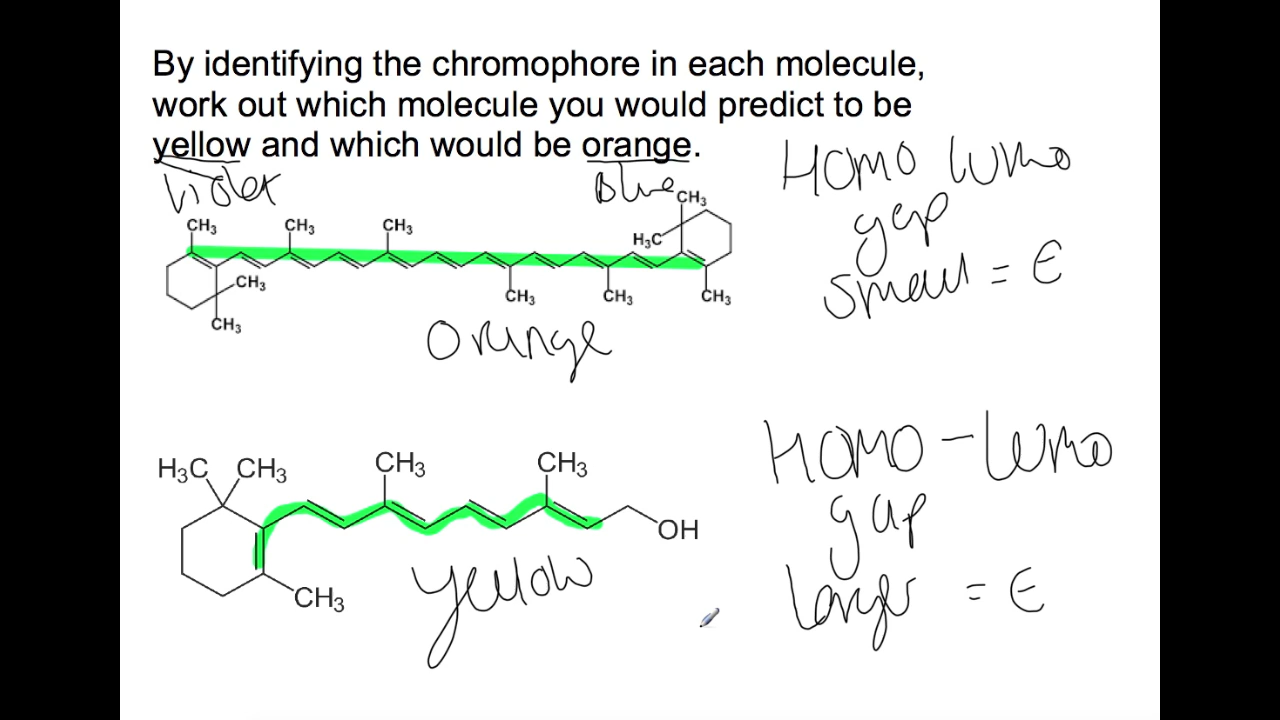 By identifying the chromophore in each molecule,
work out which molecule you would predict to be
yellow and which would be orange.
Violet
Blue
HOMO LUMO
gap
small = E
CH₃
CH₃ CH₃ CH₃
H₃C
CH₃
CH₃ CH₃ CH₃
CH₃
Orange
HOMO - LUMO
gap
larger = E
H₃C CH₃ CH₃ CH₃
OH
yellow
CH₃